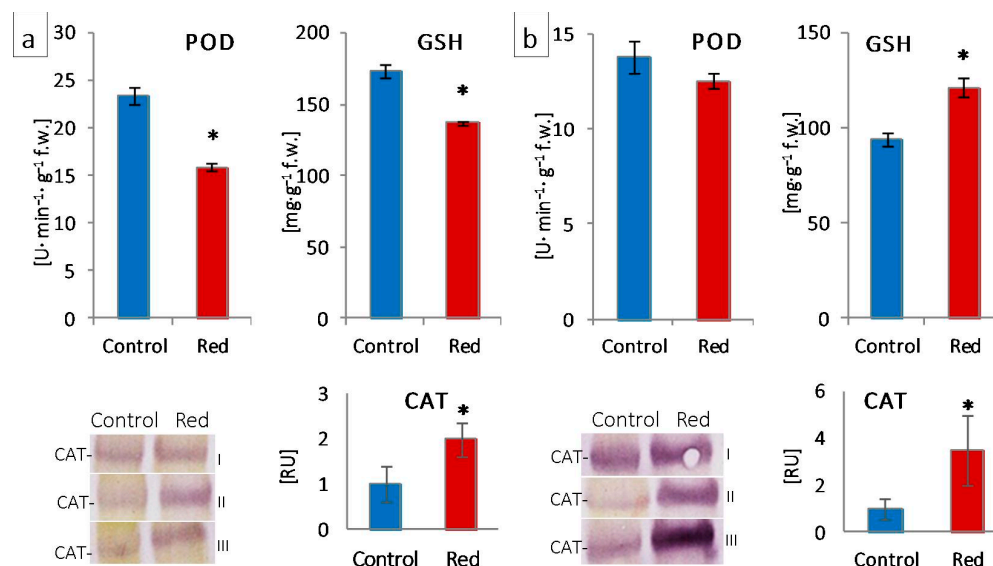 a
POD
[U· min⁻¹· g⁻¹ f.w.]
30
25
20
15
10
5
0
*
Control Red
GSH
[mg·g⁻¹ f.w.]
200
150
100
50
0
*
Control Red
Control Red
CAT- I
CAT- II
CAT- III
CAT
[RU]
3
2
1
0
*
Control Red
b
POD
[U· min⁻¹· g⁻¹ f.w.]
15
10
5
0
Control Red
GSH
[mg·g⁻¹ f.w.]
150
100
50
0
*
Control Red
Control Red
CAT- I
CAT- II
CAT- III
CAT
[RU]
6
4
2
0
*
Control Red